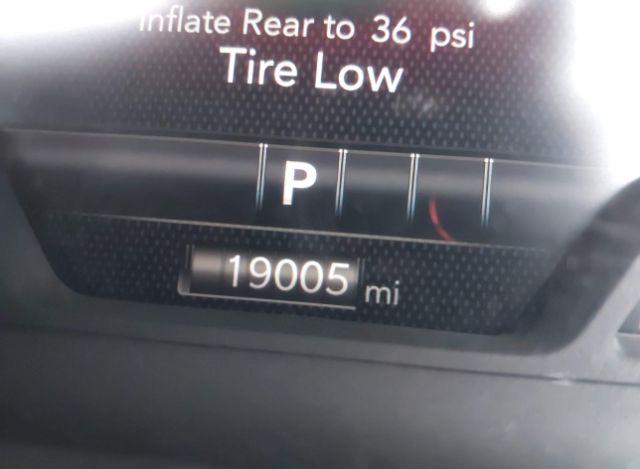 Inflate Rear to 36 psi
Tire Low
P
19005 mi